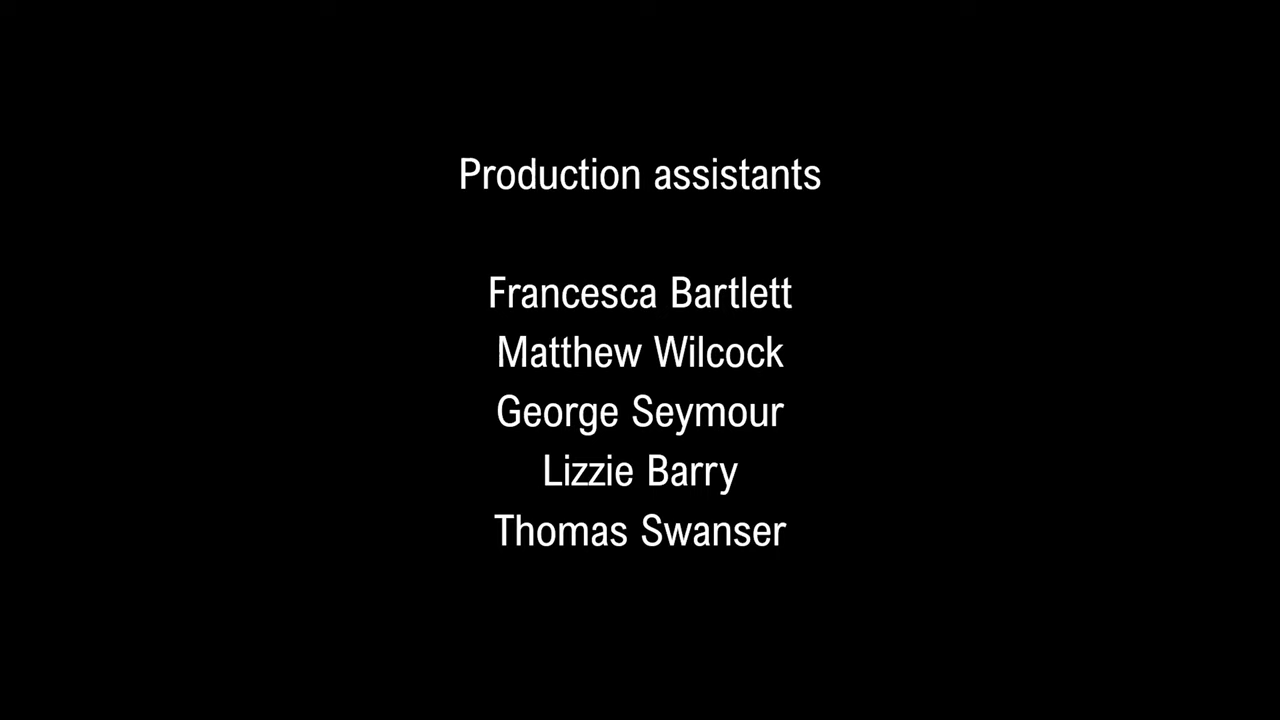 Production assistants
Francesca Bartlett
Matthew Wilcock
George Seymour
Lizzie Barry
Thomas Swanser